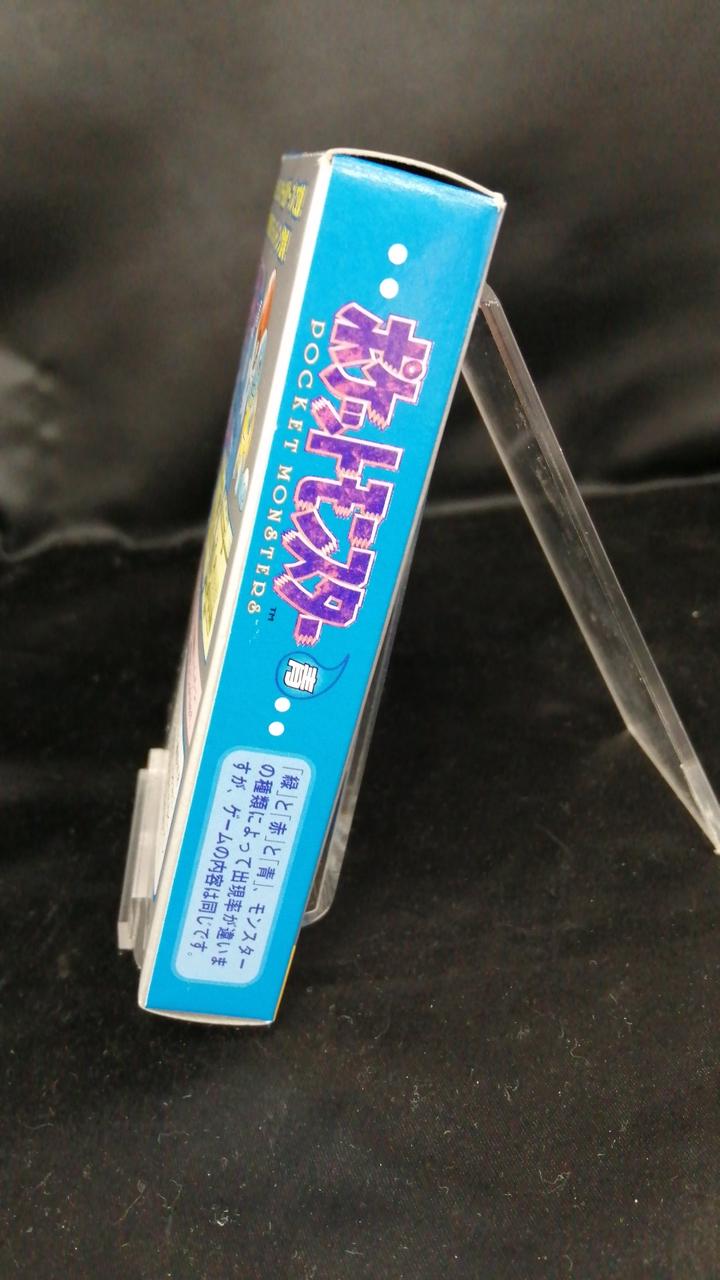 ポケットモンスター
POCKET MONSTERS
TM
青
「緑」と「赤」と「青」、モンスター
の種類によって出現率が違いま
すが、ゲームの内容は同じです。